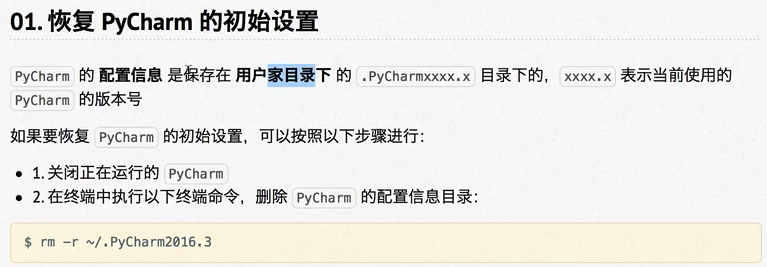 01. 恢复 PyCharm 的初始设置
PyCharm 的 配置信息 是保存在 用户家目录下 的 .PyCharmxxxx.x 目录下的，xxxx.x 表示当前使用的
PyCharm 的版本号
如果要恢复 PyCharm 的初始设置，可以按照以下步骤进行：
• 1. 关闭正在运行的 PyCharm
• 2. 在终端中执行以下终端命令，删除 PyCharm 的配置信息目录：
$ rm -r ~/.PyCharm2016.3